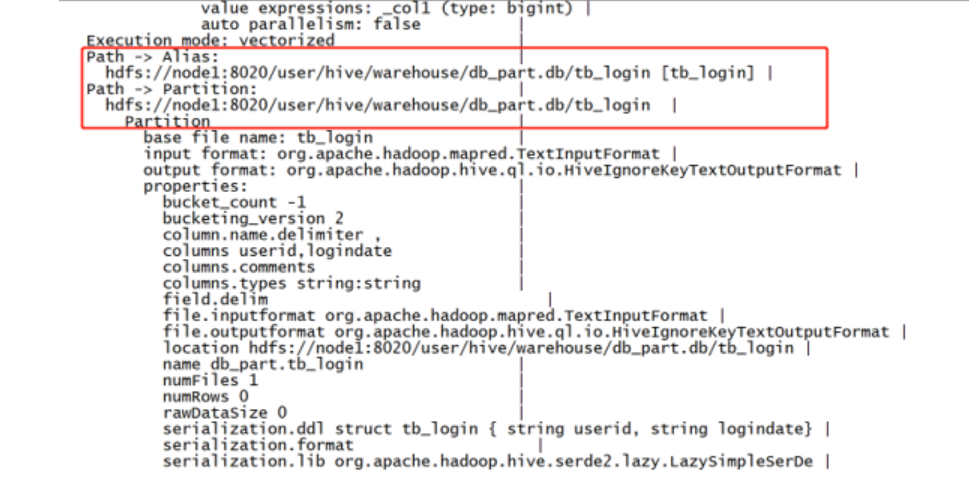 value expressions: _col1 (type: bigint) |
auto parallelism: false |
Execution mode: vectorized |
Path -> Alias: |
hdfs://node1:8020/user/hive/warehouse/db_part.db/tb_login [tb_login] |
Path -> Partition: |
hdfs://node1:8020/user/hive/warehouse/db_part.db/tb_login |
Partition |
base file name: tb_login |
input format: org.apache.hadoop.mapred.TextInputFormat |
output format: org.apache.hadoop.hive.ql.io.HiveIgnoreKeyTextOutputFormat |
properties: |
bucket_count -1 |
bucketing_version 2 |
column.name.delimiter , |
columns userid,logindate |
columns.comments |
columns.types string:string |
field.delim |
file.inputformat org.apache.hadoop.mapred.TextInputFormat |
file.outputformat org.apache.hadoop.hive.ql.io.HiveIgnoreKeyTextOutputFormat |
location hdfs://node1:8020/user/hive/warehouse/db_part.db/tb_login |
name db_part.tb_login |
numFiles 1 |
numRows 0 |
rawDataSize 0 |
serialization.ddl struct tb_login { string userid, string logindate} |
serialization.format |
serialization.lib org.apache.hadoop.hive.serde2.lazy.LazySimpleSerDe |